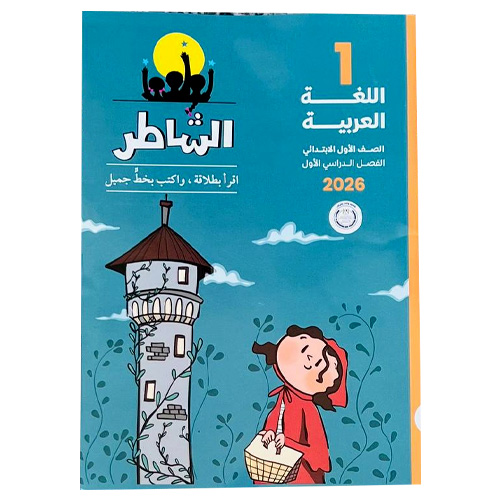 1
اللغة
العربية
الصف الأول الابتدائي
الفصل الدراسي الأول
2026
الشاطر
اقرأ بطلاقة، واكتب بخطٍّ جميل